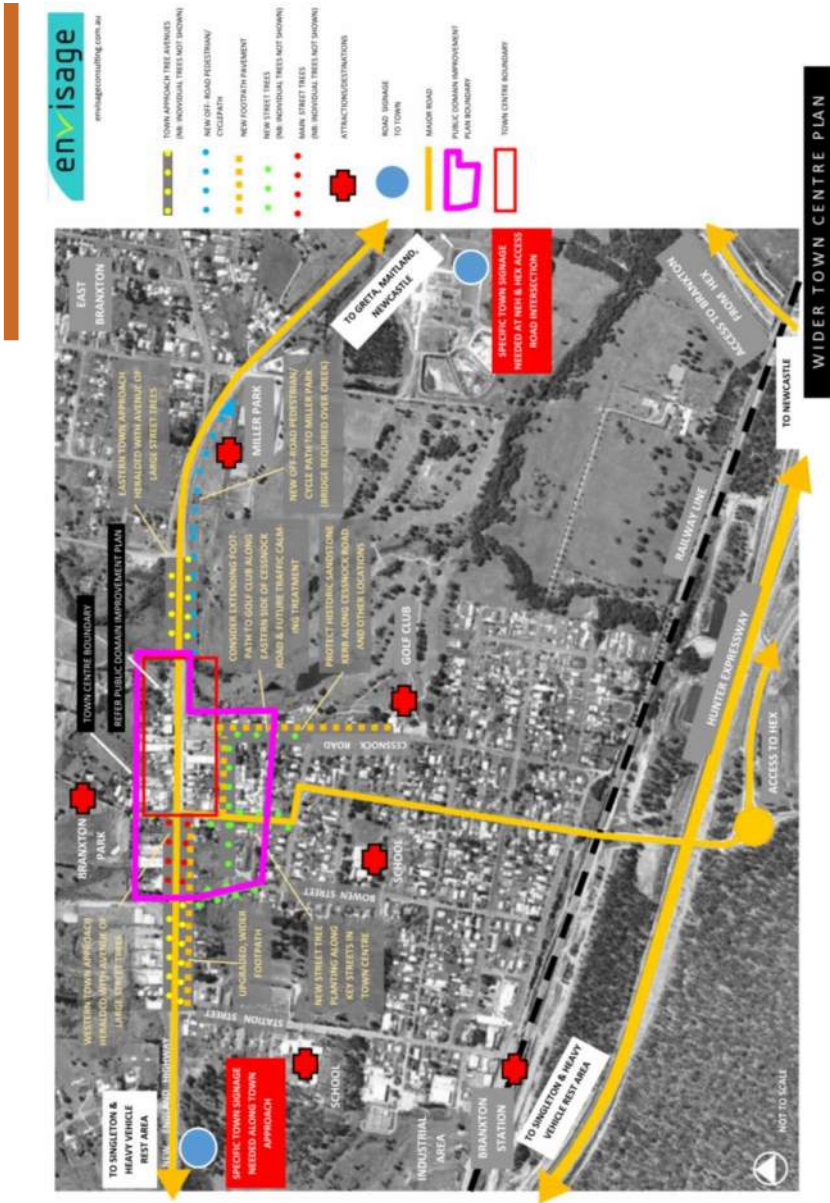 envisage
envisageconsulting.com.au
TOWN APPROACH TREE AVENUES
(NB: INDIVIDUAL TREES NOT SHOWN)
NEW OFF- ROAD PEDESTRIAN/
CYCLEPATH
NEW FOOTPATH PAVEMENT
NEW STREET TREES
(NB: INDIVIDUAL TREES NOT SHOWN)
MAIN STREET TREES
(NB: INDIVIDUAL TREES NOT SHOWN)
ATTRACTIONS/DESTINATIONS
ROAD SIGNAGE
TO TOWN
MAJOR ROAD
PUBLIC DOMAIN IMPROVEMENT
PLAN BOUNDARY
TOWN CENTRE BOUNDARY
TOWN CENTRE BOUNDARY
REFER PUBLIC DOMAIN IMPROVEMENT PLAN
EASTERN TOWN APPROACH
HERALDED WITH AVENUE OF
LARGE STREET TREES
EAST
BRANXTON
BRANXTON
PARK
WESTERN TOWN APPROACH
HERALDED WITH AVENUE OF
LARGE STREET TREES
TO SINGLETON &
HEAVY VEHICLE
REST AREA
HIGHWAY
SPECIFIC TOWN SIGNAGE
NEEDED ALONG TOWN
APPROACH
UPGRADED, WIDER
FOOTPATH
STATION STREET
NEW STREET TREE
PLANTING ALONG
KEY STREETS IN
TOWN CENTRE
CONSIDER EXTENDING FOOT-
PATH TO GOLF CLUB ALONG
EASTERN SIDE OF CESSNOCK
ROAD & FUTURE TRAFFIC CALM-
ING TREATMENT
PROTECT HISTORIC SANDSTONE
KERB ALONG CESSNOCK ROAD
AND OTHER LOCATIONS
MILLER PARK
NEW OFF-ROAD PEDESTRIAN/
CYCLE PATH TO MILLER PARK
(BRIDGE REQUIRED OVER CREEK)
TO GRETA, MAITLAND,
NEWCASTLE
SPECIFIC TOWN SIGNAGE
NEEDED AT NEH & HEX ACCESS
ROAD INTERSECTION
SCHOOL
BOWEN STREET
SCHOOL
CESSNOCK ROAD
GOLF CLUB
INDUSTRIAL
AREA
BRANXTON
STATION
TO SINGLETON & HEAVY
VEHICLE REST AREA
RAILWAY LINE
HUNTER EXPRESSWAY
ACCESS TO HEX
ACCESS TO BRANXTON
FROM HEX
TO NEWCASTLE
NOT TO SCALE
WIDER TOWN CENTRE PLAN